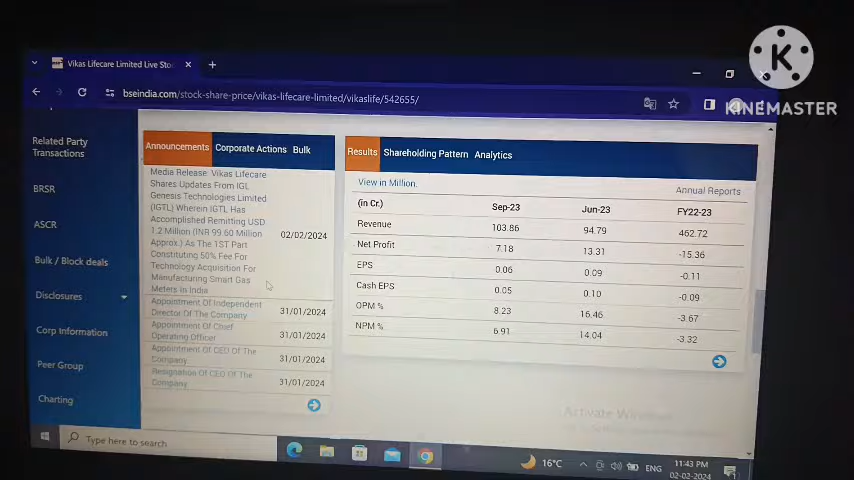 Vikas Lifecare Limited Live Sto
bseindia.com/stock-share-price/vikas-lifecare-limited/vikaslife/542655/
K
KINEMASTER
Related Party
Transactions
BRSR
ASCR
Bulk / Block deals
Disclosures
Corp Information
Peer Group
Charting
Announcements Corporate Actions Bulk
Media Release: Vikas Lifecare
Shares Updates From IGL
Genesis Technologies Limited
(IGTL) Wherein IGTL Has
Accomplished Remitting USD
1.2 Million (INR 99.60 Million
Approx.) As The 1ST Part
Constituting 50% Fee For
Technology Acquisition For
Manufacturing Smart Gas
Meters In India
02/02/2024
Appointment Of Independent
Director Of The Company
31/01/2024
Appointment Of Chief
Operating Officer
31/01/2024
Appointment Of CEO Of The
Company
31/01/2024
Resignation Of CEO Of The
Company
31/01/2024
Results Shareholding Pattern Analytics
View in Million. Annual Reports
(in Cr.) Sep-23 Jun-23 FY22-23
Revenue 103.86 94.79 462.72
Net Profit 7.18 13.31 -15.36
EPS 0.06 0.09 -0.11
Cash EPS 0.05 0.10 -0.09
OPM % 8.23 16.46 -3.67
NPM % 6.91 14.04 -3.32
Activate Windows
Type here to search
16°C
ENG
11:43 PM
02-02-2024